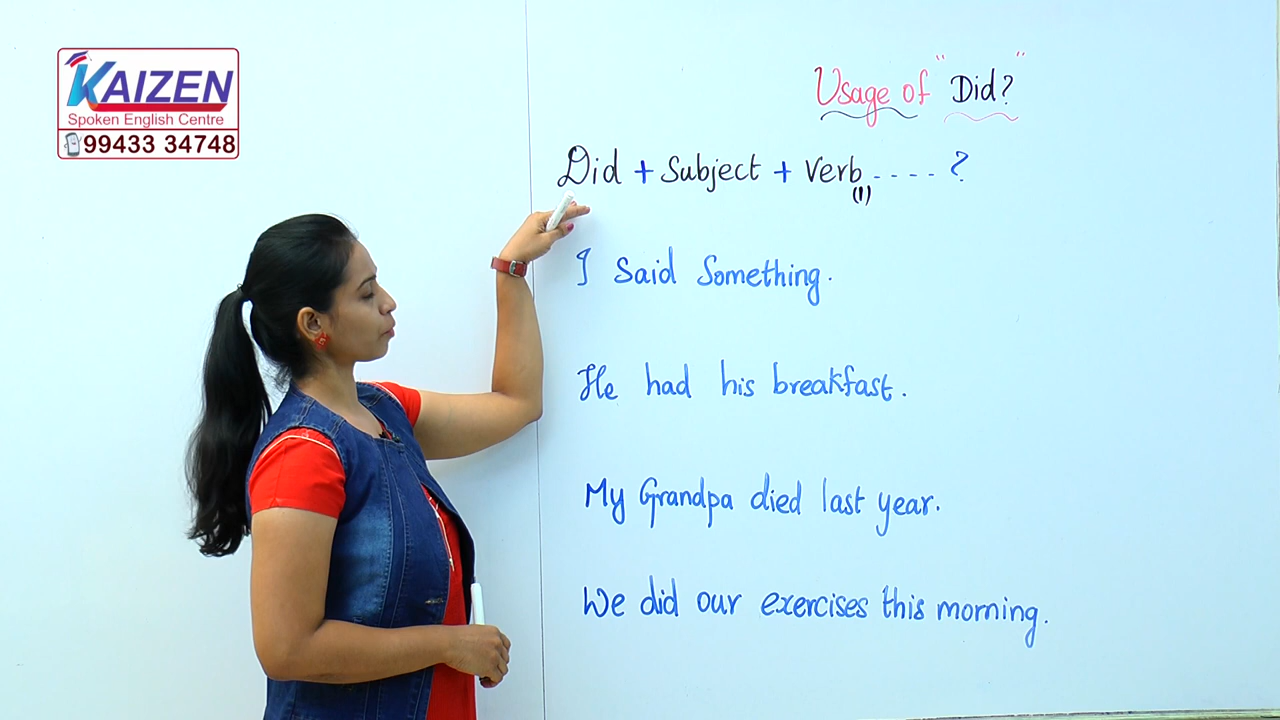 KAIZEN
Spoken English Centre
99433 34748
Usage of "Did?"
Did + Subject + Verb ---- ?
(1)
I said something.
He had his breakfast.
My Grandpa died last year.
We did our exercises this morning.